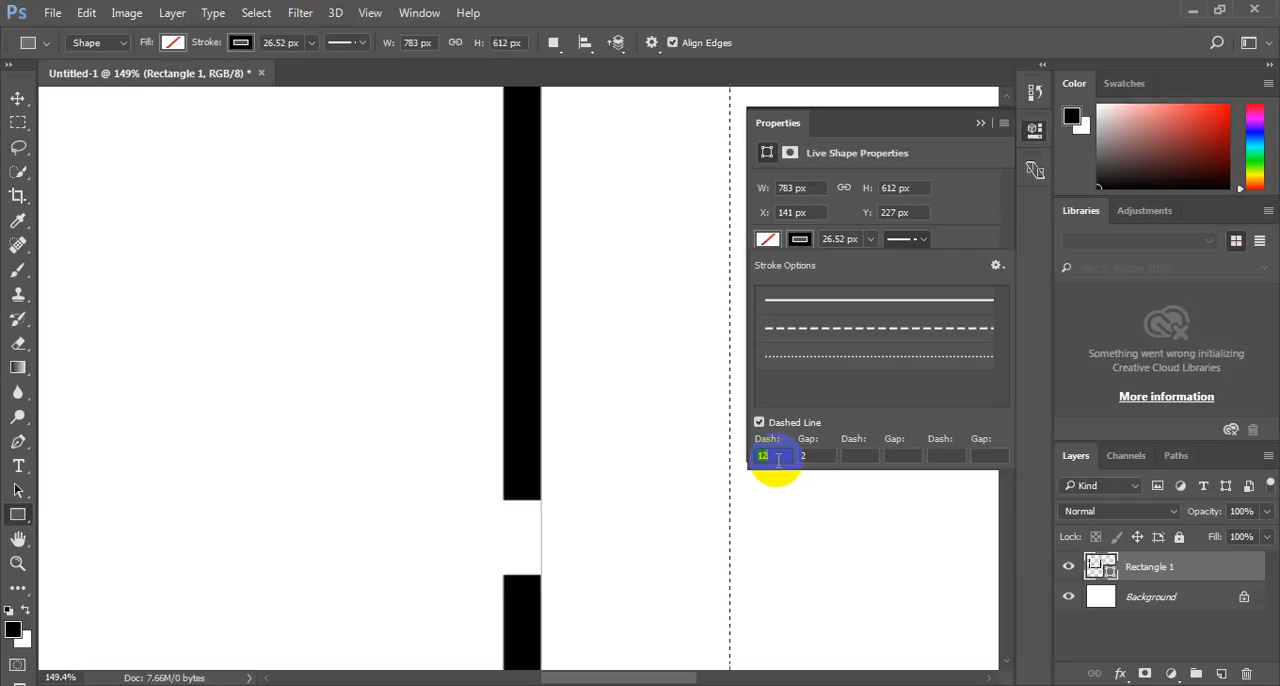 Ps File Edit Image Layer Type Select Filter 3D View Window Help
Shape Fill: Stroke: 26.52 px W: 783 px H: 612 px Align Edges
Untitled-1 @ 149% (Rectangle 1, RGB/8) *
Properties
Live Shape Properties
W: 783 px H: 612 px
X: 141 px Y: 227 px
26.52 px
Stroke Options
Dashed Line
Dash: Gap: Dash: Gap: Dash: Gap:
12 2
Color Swatches
Libraries Adjustments
Something went wrong initializing
Creative Cloud Libraries
More information
Layers Channels Paths
Kind
Normal Opacity: 100%
Lock: Fill: 100%
Rectangle 1
Background
fx
149.4% Doc: 7.66M/0 bytes